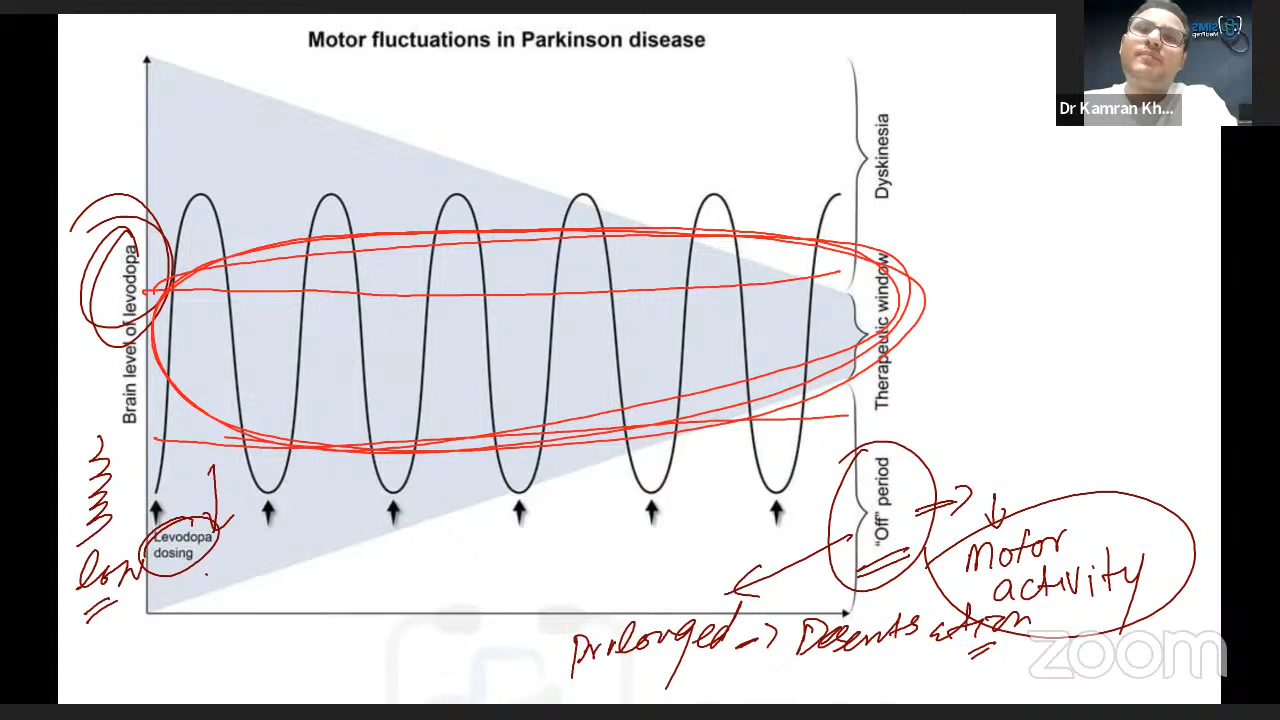 Motor fluctuations in Parkinson disease
Dr Kamran Kh...
Dyskinesia
Therapeutic window
"Off" period
Brain level of levodopa
Levodopa
dosing
low
Motor
activity
Prolonged →
zoom